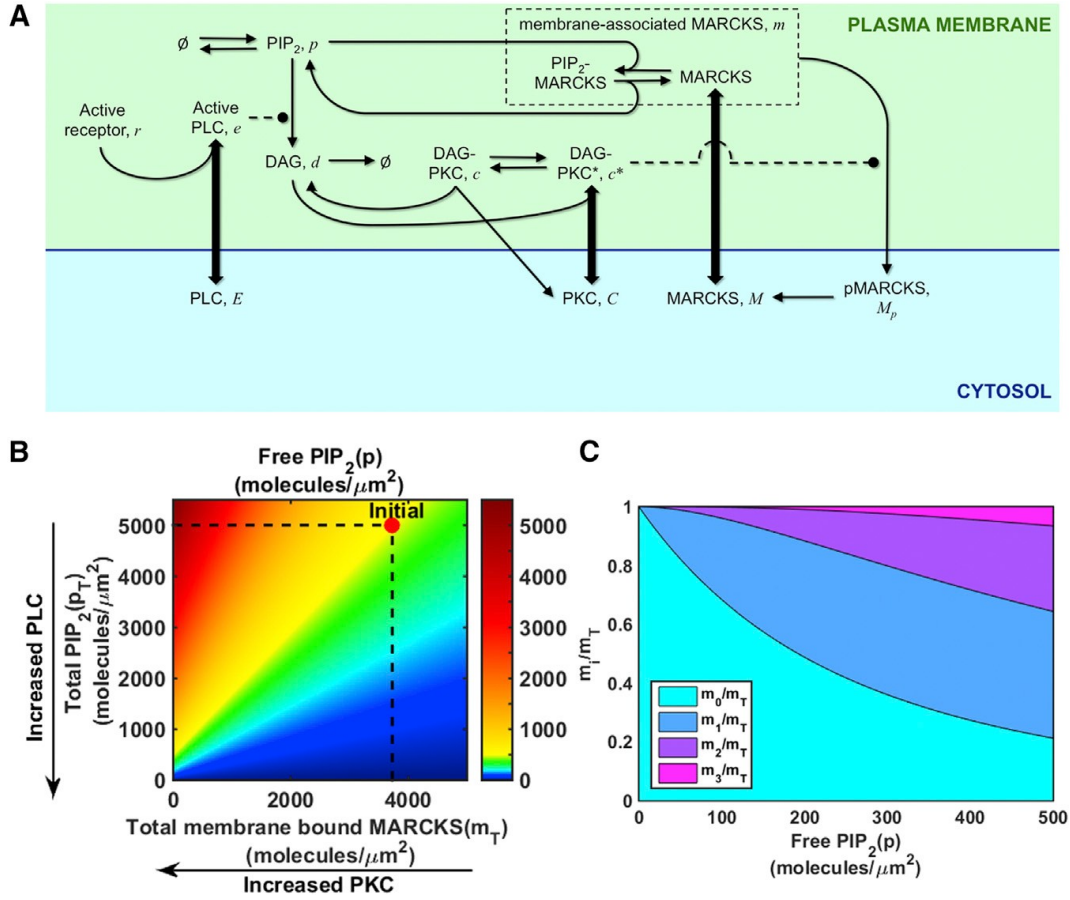 A
PLASMA MEMBRANE
membrane-associated MARCKS, m
∅
PIP2, p
PIP2-
MARCKS
MARCKS
Active
receptor, r
Active
PLC, e
DAG, d
∅
DAG-
PKC, c
DAG-
PKC*, c*
PLC, E
PKC, C
MARCKS, M
pMARCKS,
Mp
CYTOSOL
B
Free PIP2(p)
(molecules/μm2)
Initial
5000
4000
3000
2000
1000
0
0
2000
4000
5000
4000
3000
2000
1000
0
Increased PLC
Total PIP2(pT)
(molecules/μm2)
Total membrane bound MARCKS(mT)
(molecules/μm2)
Increased PKC
C
1
0.8
0.6
0.4
0.2
0
mi/mT
m0/mT
m1/mT
m2/mT
m3/mT
0
100
200
300
400
500
Free PIP2(p)
(molecules/μm2)